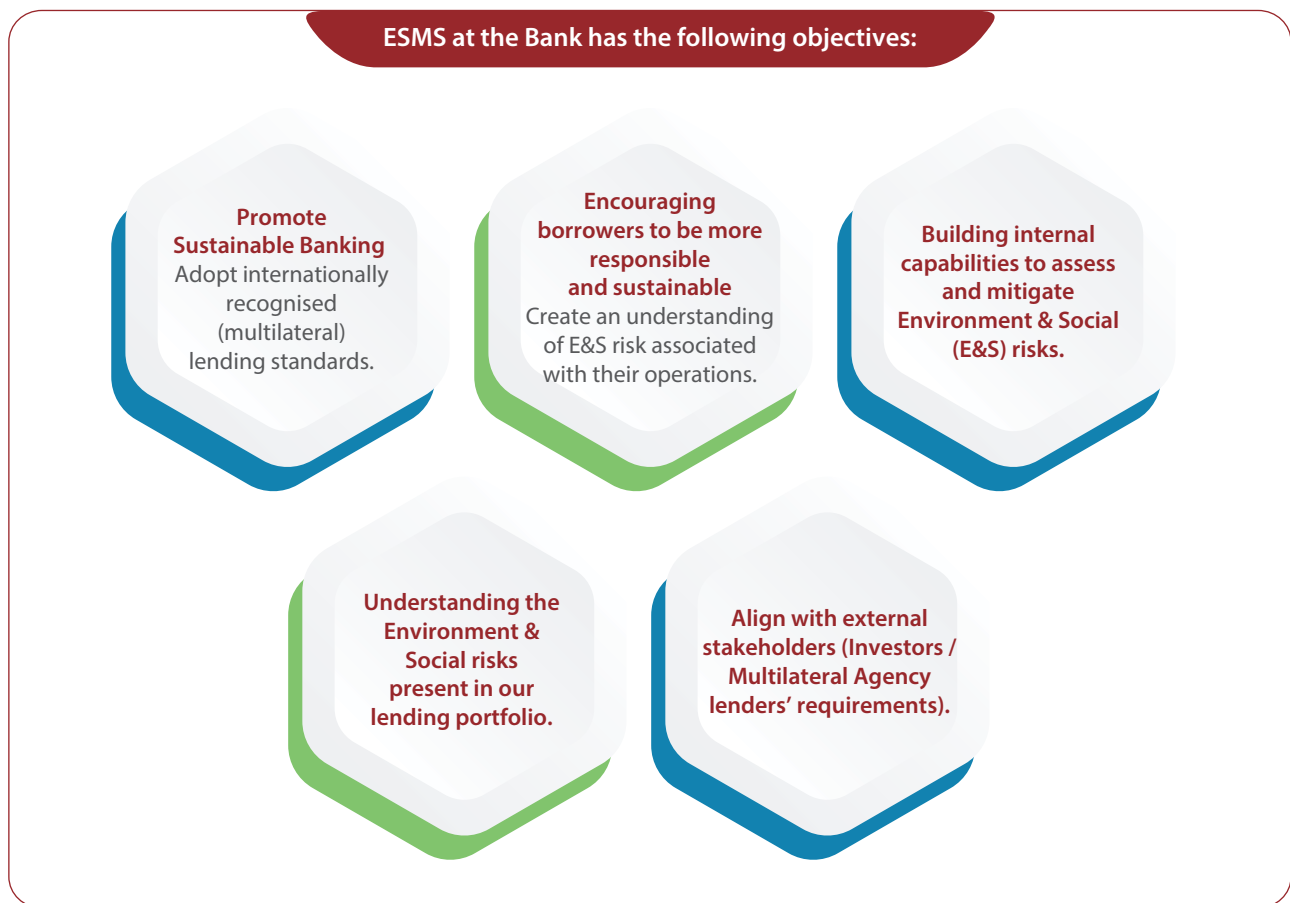 ESMS at the Bank has the following objectives:
Promote
Sustainable Banking
Adopt internationally
recognised
(multilateral)
lending standards.
Encouraging
borrowers to be more
responsible
and sustainable
Create an understanding
of E&S risk associated
with their operations.
Building internal
capabilities to assess
and mitigate
Environment & Social
(E&S) risks.
Understanding the
Environment &
Social risks
present in our
lending portfolio.
Align with external
stakeholders (Investors /
Multilateral Agency
lenders’ requirements).